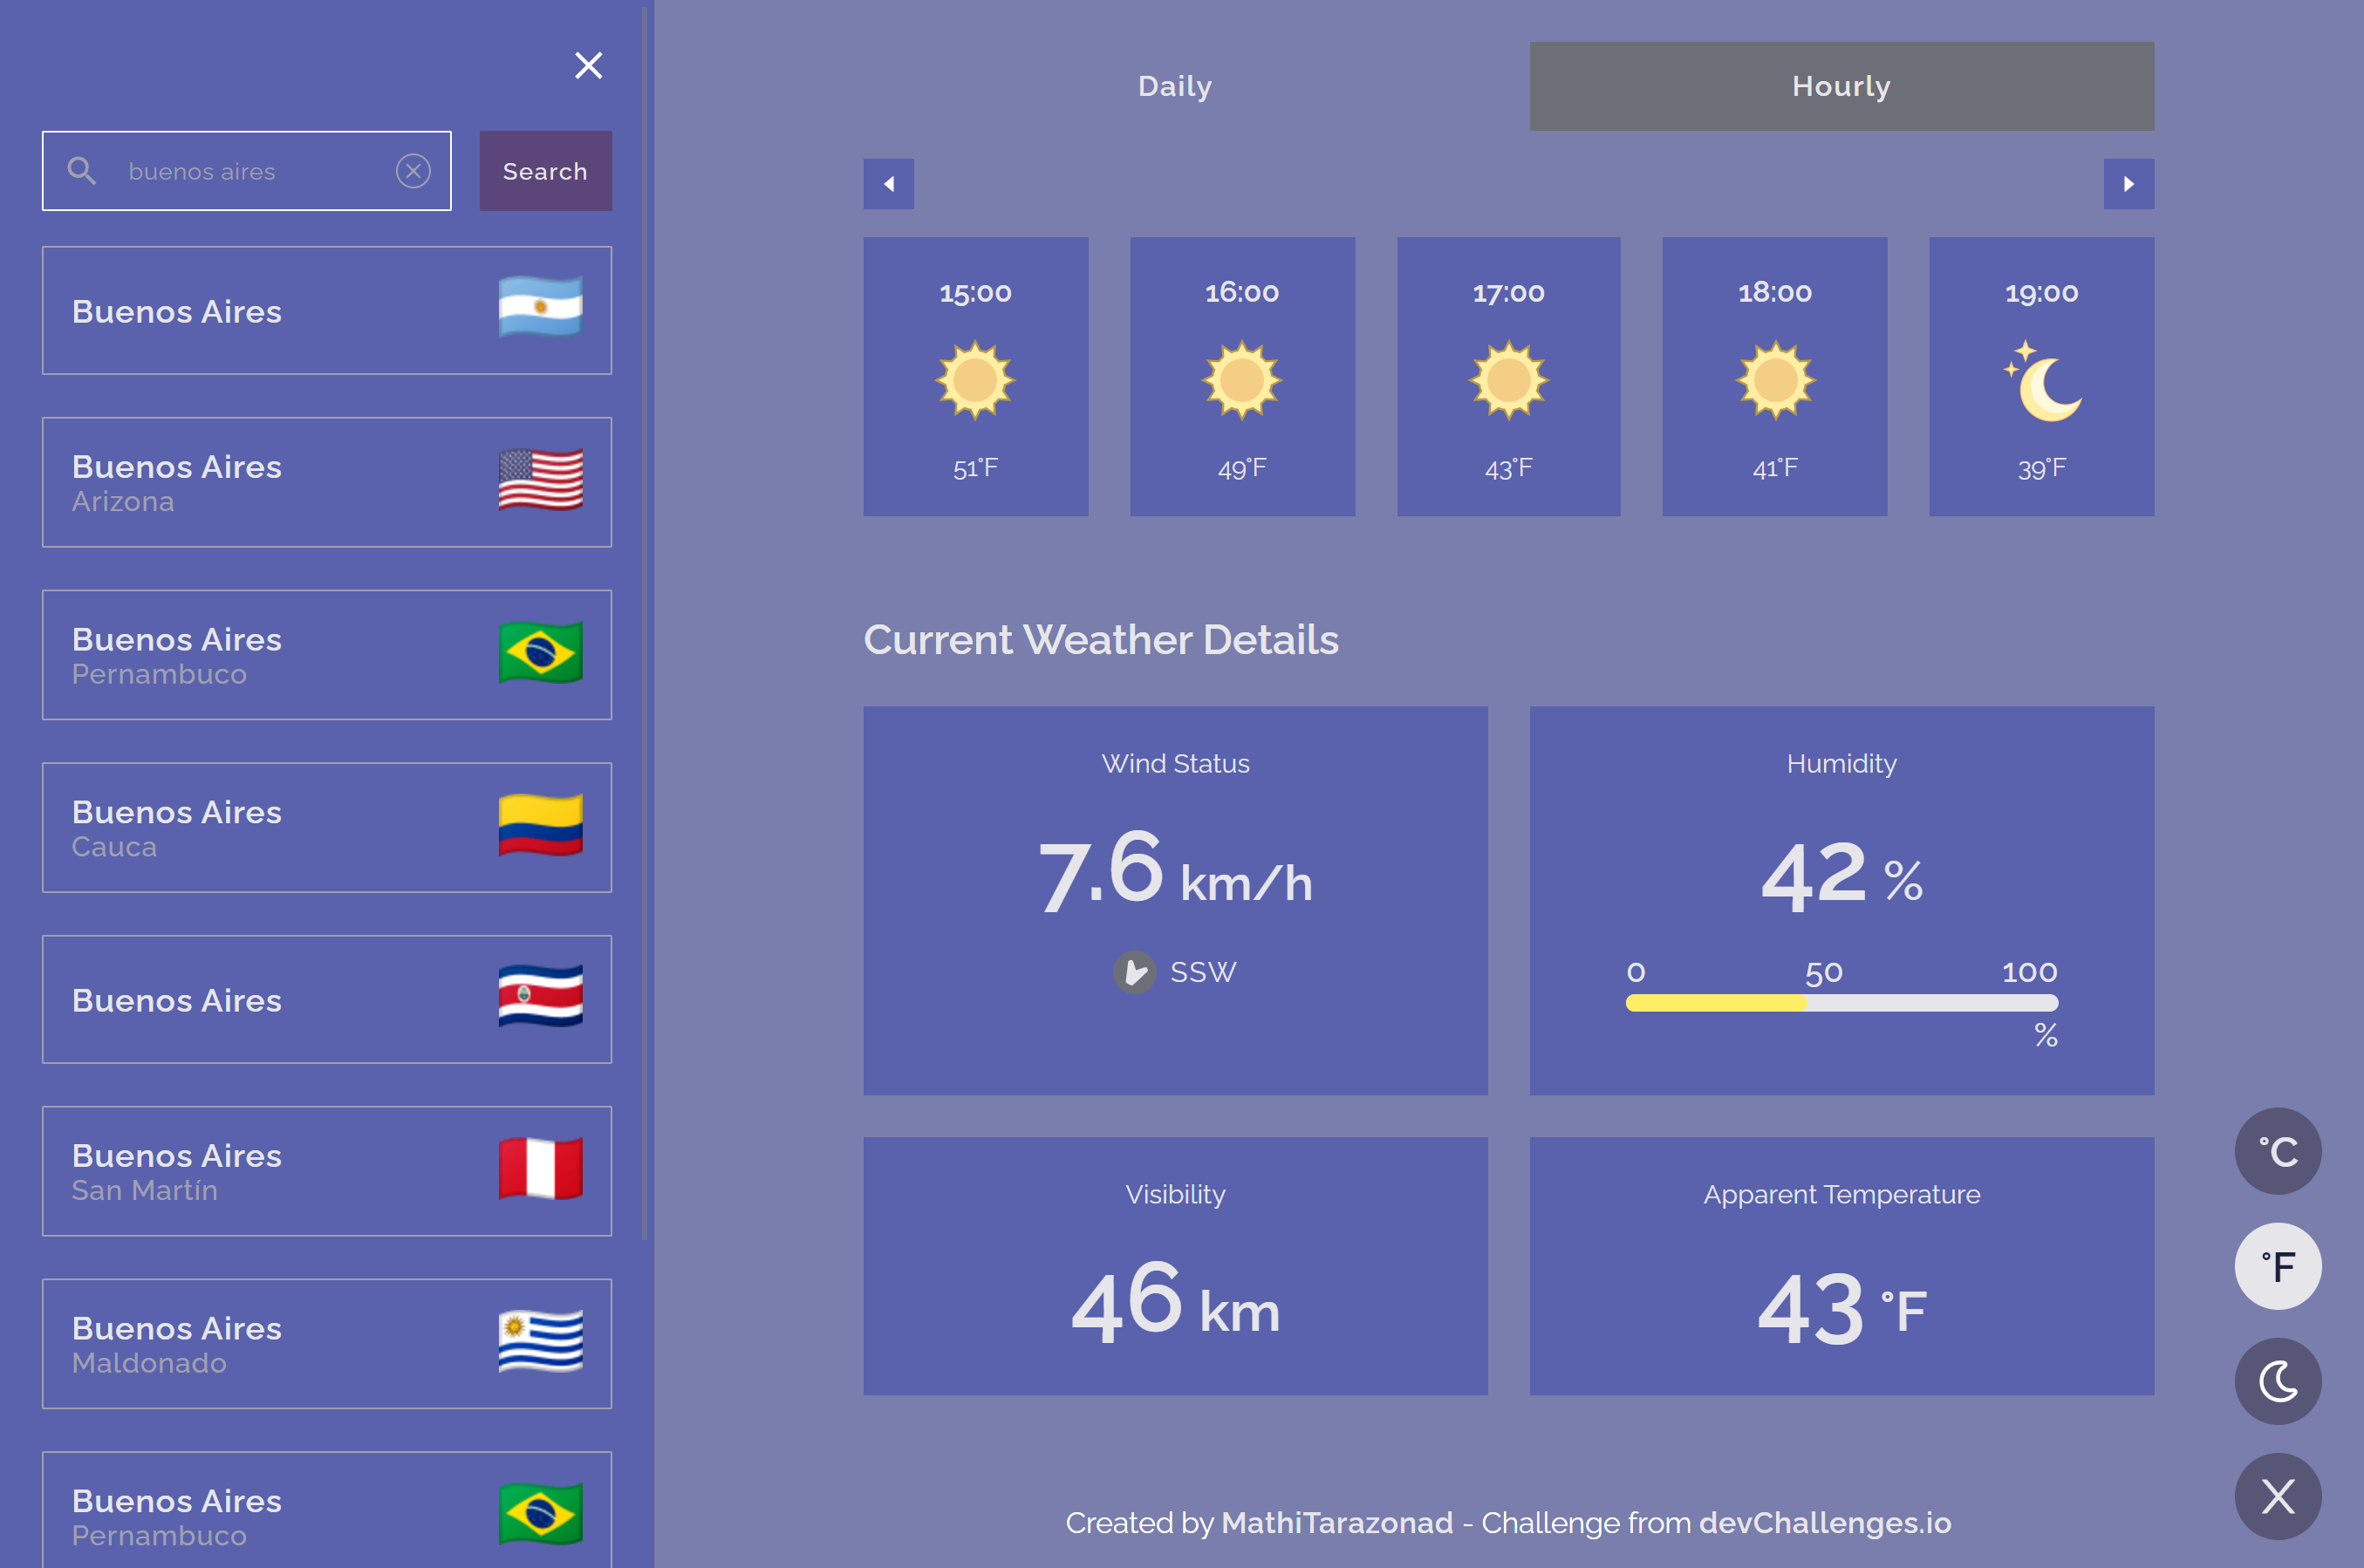 buenos aires
Search
Buenos Aires
Buenos Aires
Arizona
Buenos Aires
Pernambuco
Buenos Aires
Cauca
Buenos Aires
Buenos Aires
San Martín
Buenos Aires
Maldonado
Buenos Aires
Pernambuco
Daily
Hourly
15:00
51°F
16:00
49°F
17:00
43°F
18:00
41°F
19:00
39°F
Current Weather Details
Wind Status
7.6 km/h
SSW
Humidity
42 %
0 50 100
%
Visibility
46 km
Apparent Temperature
43 °F
°C
°F
Created by MathiTarazonad - Challenge from devChallenges.io